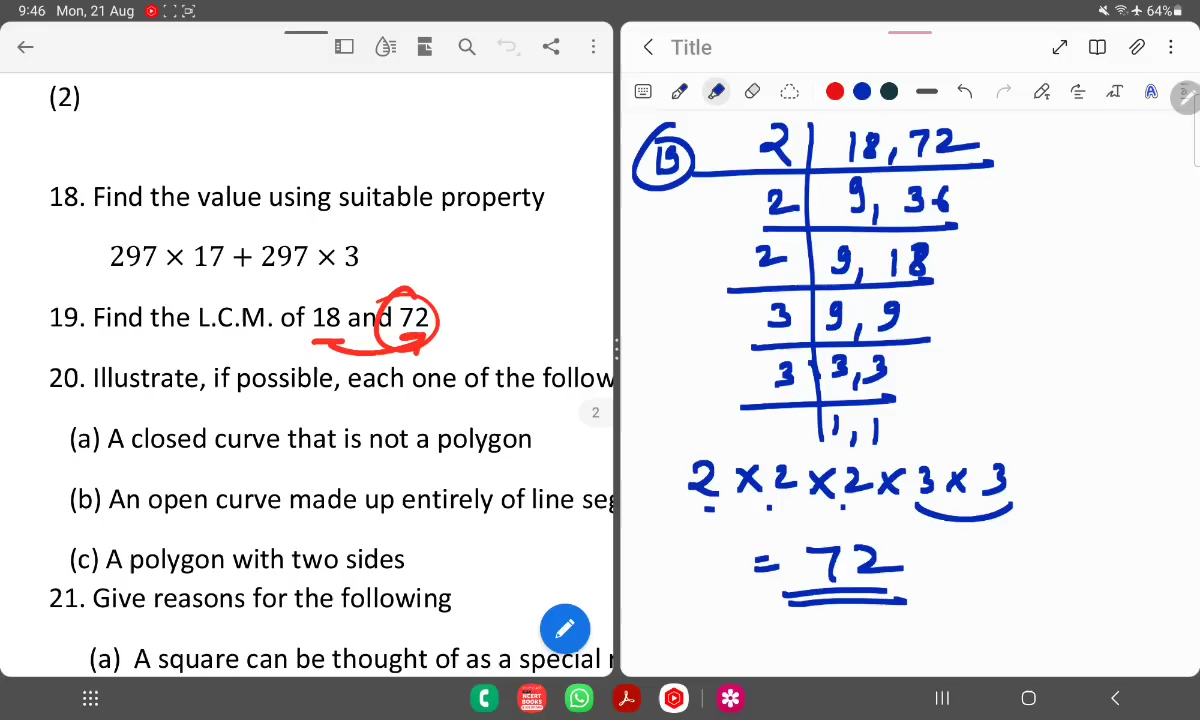 9:46 Mon, 21 Aug
64%
(2)
18. Find the value using suitable property
297 × 17 + 297 × 3
19. Find the L.C.M. of 18 and 72
20. Illustrate, if possible, each one of the follow
(a) A closed curve that is not a polygon
2
(b) An open curve made up entirely of line seg
(c) A polygon with two sides
21. Give reasons for the following
(a) A square can be thought of as a special r
Title
19
2 18, 72
2 9, 36
2 9, 18
3 9, 9
3 3, 3
1, 1
2 × 2 × 2 × 3 × 3
= 72
NCERT
BOOKS